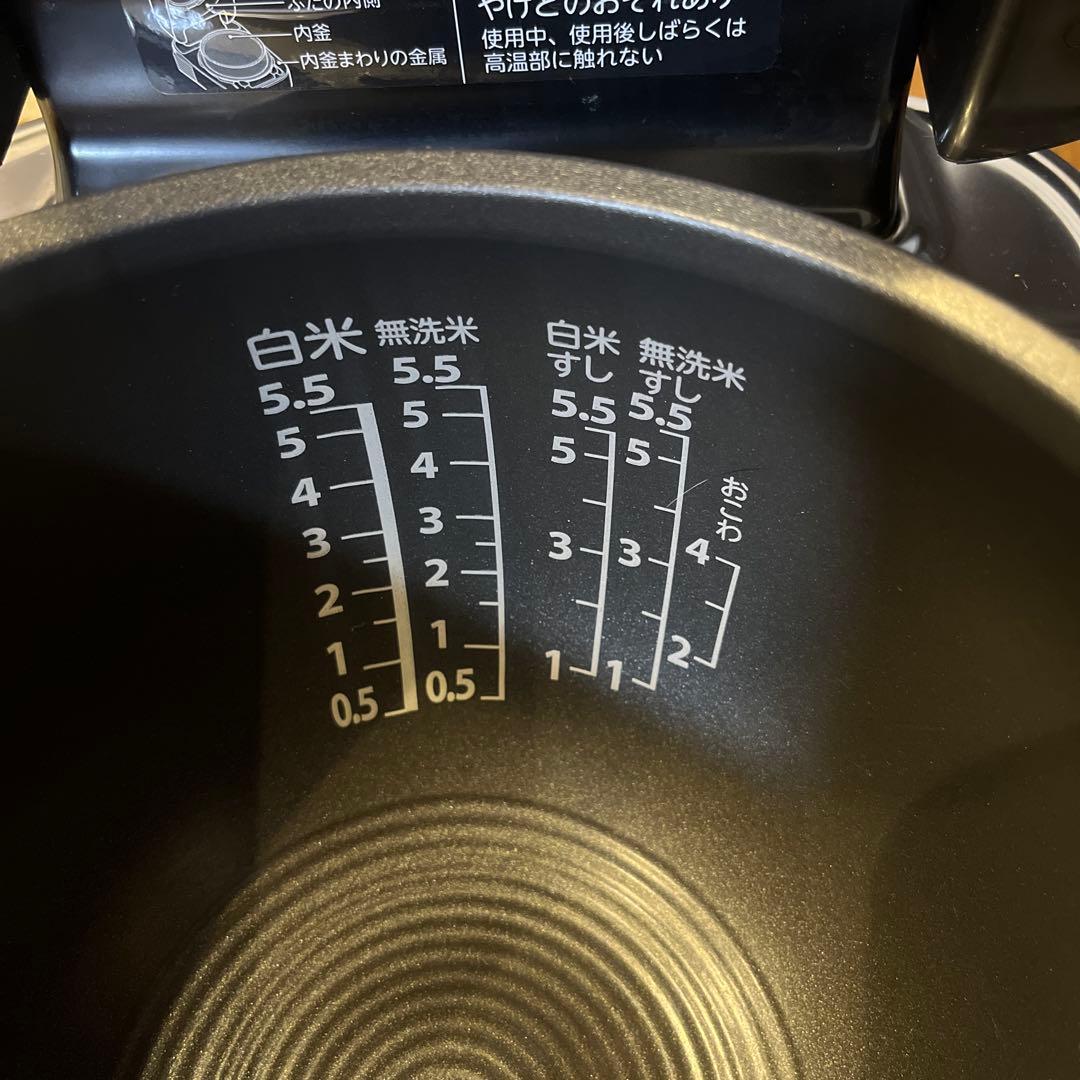 ふたの内側
内釜
内釜まわりの金属
やけどのおそれあり
使用中、使用後しばらくは
高温部に触れない
白米
5.5
5
4
3
2
1
0.5
無洗米
5.5
5
4
3
2
1
0.5
白米
すし
5.5
5
3
1
無洗米
すし
5.5
5
3
1
おこわ
4
2